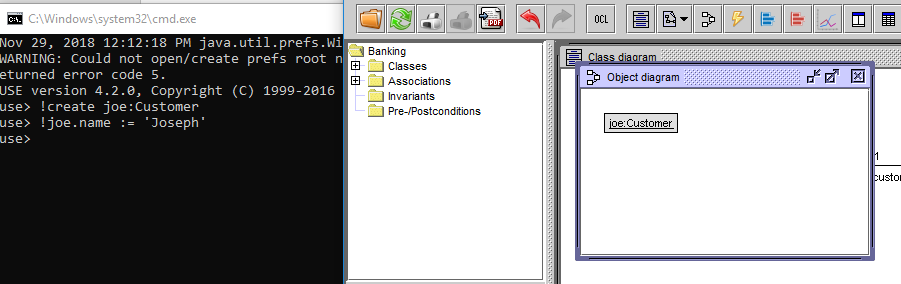 C:\Windows\system32\cmd.exe
Nov 29, 2018 12:12:18 PM java.util.prefs.Wi
WARNING: Could not open/create prefs root n
eturned error code 5.
USE version 4.2.0, Copyright (C) 1999-2016
use> !create joe:Customer
use> !joe.name := 'Joseph'
use>
PDF
OCL
Banking
Classes
Associations
Invariants
Pre-/Postconditions
Class diagram
Object diagram
joe:Customer
1
custom